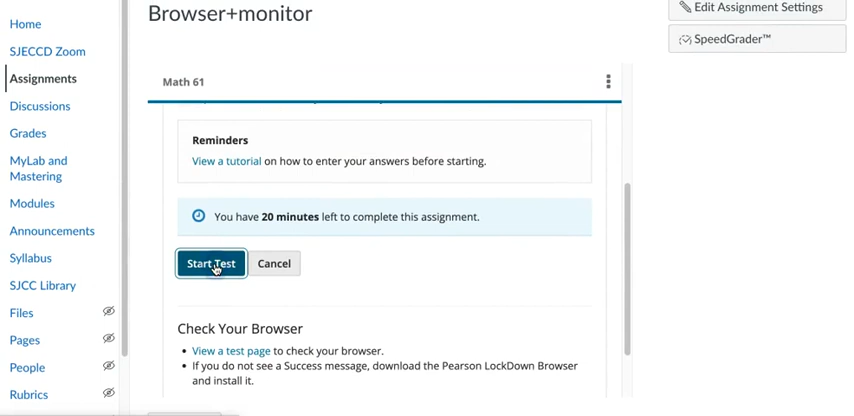 Browser+monitor
Edit Assignment Settings
SpeedGrader™
Home
SJECCD Zoom
Assignments
Discussions
Grades
MyLab and
Mastering
Modules
Announcements
Syllabus
SJCC Library
Files
Pages
People
Rubrics
Math 61
Reminders
View a tutorial on how to enter your answers before starting.
You have 20 minutes left to complete this assignment.
Start Test
Cancel
Check Your Browser
• View a test page to check your browser.
• If you do not see a Success message, download the Pearson LockDown Browser
and install it.